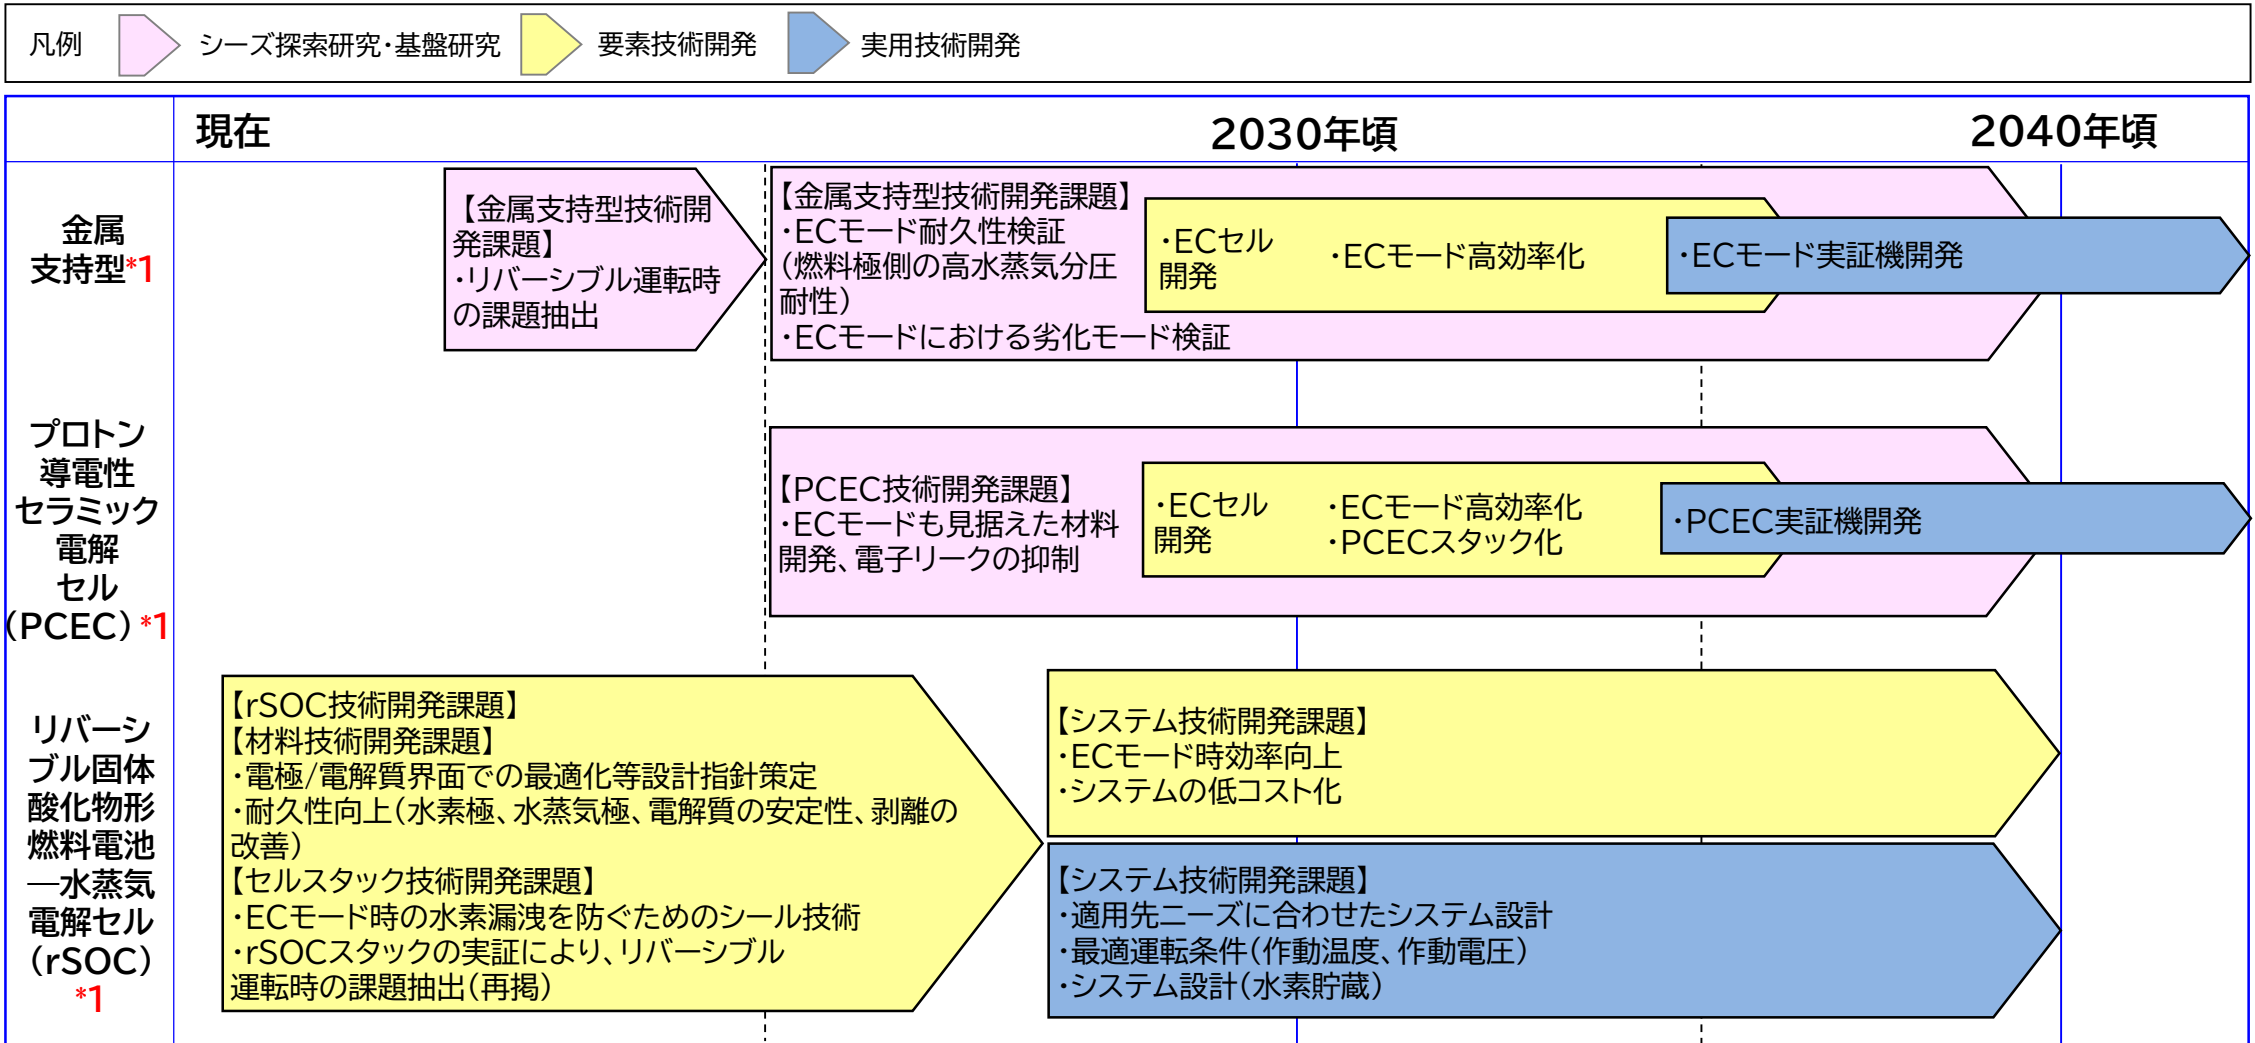 凡例
シーズ探索研究・基盤研究
要素技術開発
実用技術開発
現在
2030年頃
2040年頃
金属
支持型*1
【金属支持型技術開
発課題】
・リバーシブル運転時
の課題抽出
【金属支持型技術開発課題】
・ECモード耐久性検証
（燃料極側の高水蒸気分圧
耐性）
・ECモードにおける劣化モード検証
・ECセル
開発
・ECモード高効率化
・ECモード実証機開発
プロトン
導電性
セラミック
電解
セル
（PCEC）*1
【PCEC技術開発課題】
・ECモードも見据えた材料
開発、電子リークの抑制
・ECセル
開発
・ECモード高効率化
・PCECスタック化
・PCEC実証機開発
リバーシ
ブル固体
酸化物形
燃料電池
―水蒸気
電解セル
（rSOC）
*1
【rSOC技術開発課題】
【材料技術開発課題】
・電極/電解質界面での最適化等設計指針策定
・耐久性向上（水素極、水蒸気極、電解質の安定性、剥離の
改善）
【セルスタック技術開発課題】
・ECモード時の水素漏洩を防ぐためのシール技術
・rSOCスタックの実証により、リバーシブル
運転時の課題抽出（再掲）
【システム技術開発課題】
・ECモード時効率向上
・システムの低コスト化
【システム技術開発課題】
・適用先ニーズに合わせたシステム設計
・最適運転条件（作動温度、作動電圧）
・システム設計（水素貯蔵）